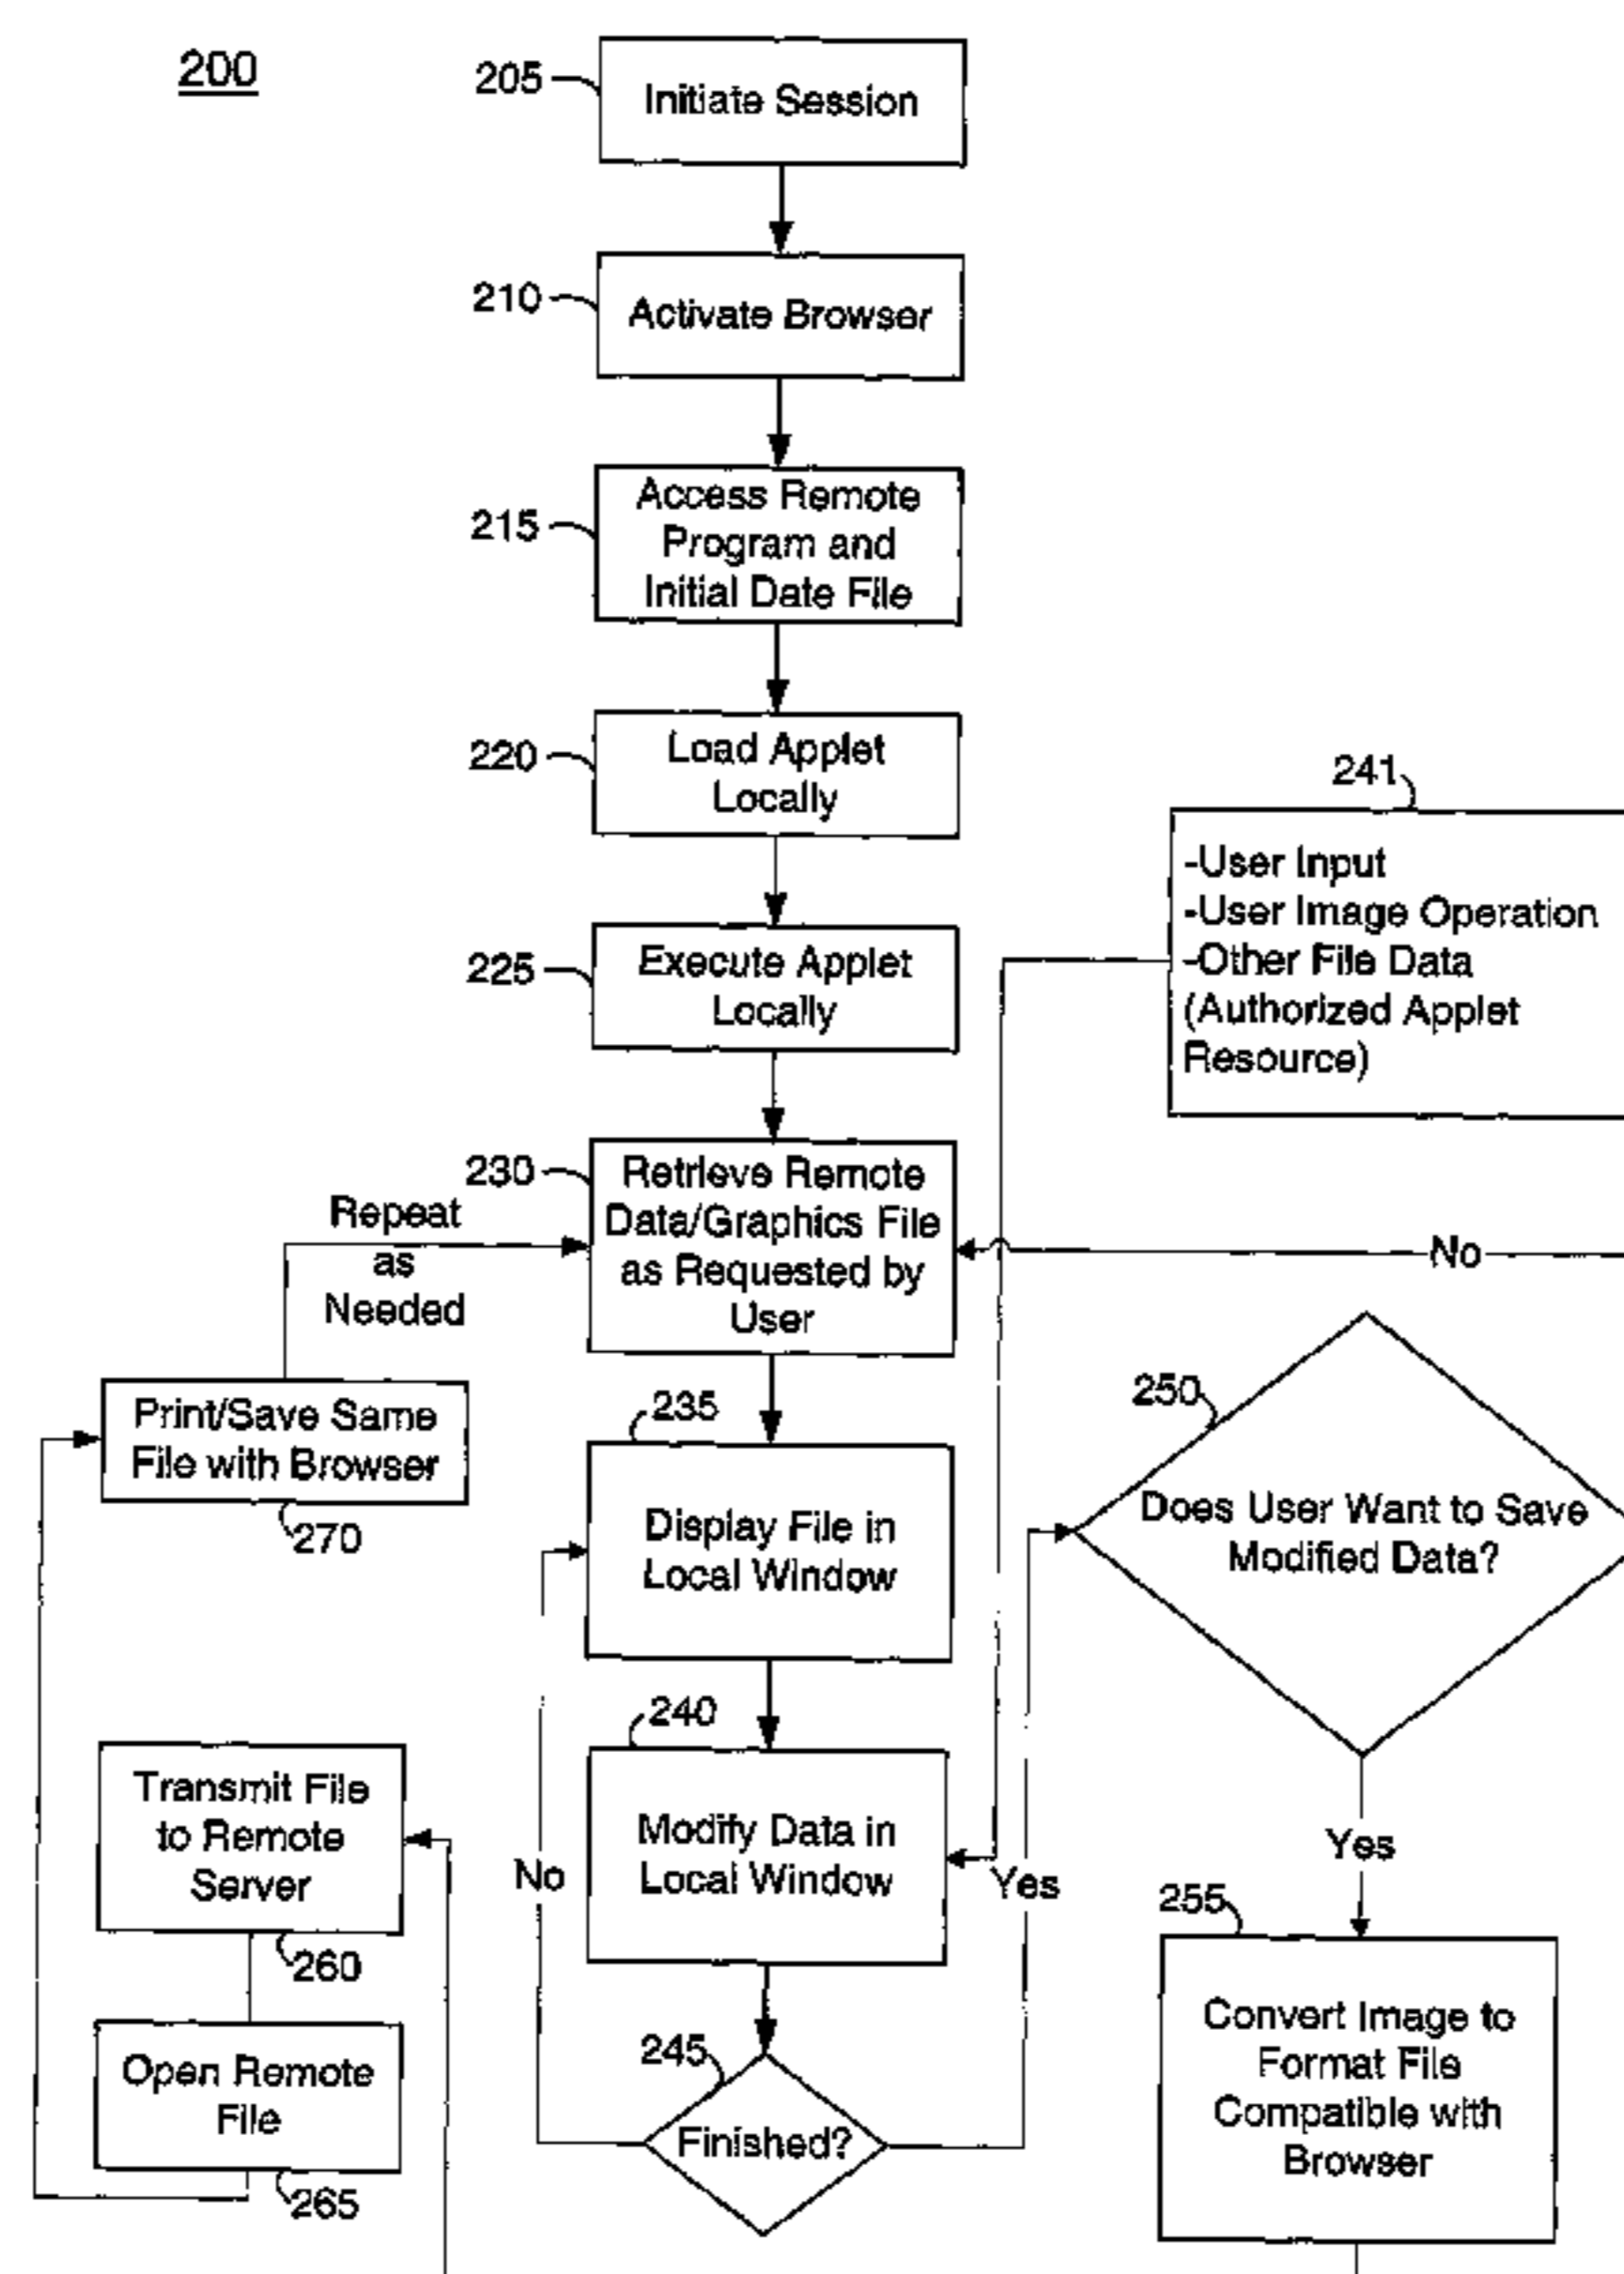 200
205
Initiate Session
210
Activate Browser
215
Access Remote
Program and
Initial Date File
220
Load Applet
Locally
241
-User Input
-User Image Operation
-Other File Data
(Authorized Applet
Resource)
225
Execute Applet
Locally
230
Retrieve Remote
Data/Graphics File
as Requested by
User
Repeat
as
Needed
No
Print/Save Same
File with Browser
270
235
Display File in
Local Window
250
Does User Want to Save
Modified Data?
240
Modify Data in
Local Window
Transmit File
to Remote
Server
260
No
Yes
Yes
255
Convert Image to
Format File
Compatible with
Browser
Open Remote
File
265
245
Finished?